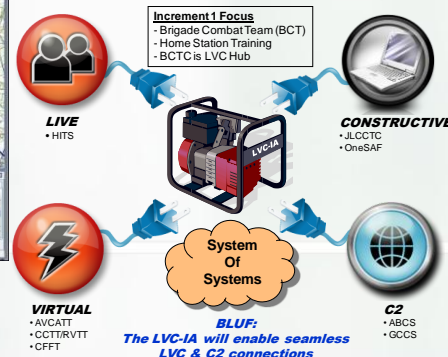 Increment 1 Focus
- Brigade Combat Team (BCT)
- Home Station Training
- BCTC is LVC Hub
LIVE
• HITS
CONSTRUCTIVE
• JLCCTC
• OneSAF
LVC-IA
System
Of
Systems
VIRTUAL
• AVCATT
• CCTT/RVTT
• CFFT
C2
• ABCS
• GCCS
BLUF:
The LVC-IA will enable seamless
LVC & C2 connections